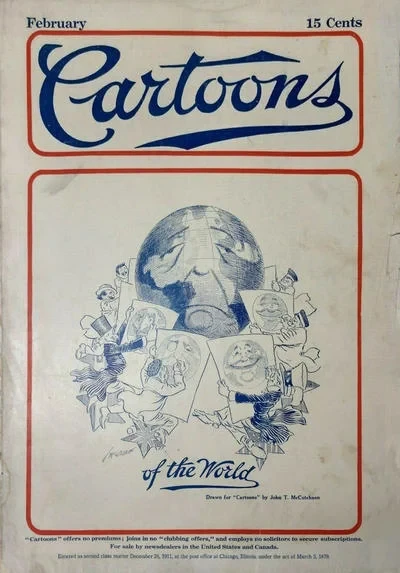 February
15 Cents
Cartoons
of the World
Drawn for "Cartoons" by John T. McCutcheon
"Cartoons" offers no premiums; joins in no "clubbing offers," and employs no solicitors to secure subscriptions.
For sale by newsdealers in the United States and Canada.
Entered as second class matter December 28, 1911, at the post office at Chicago, Illinois, under the act of March 3, 1879